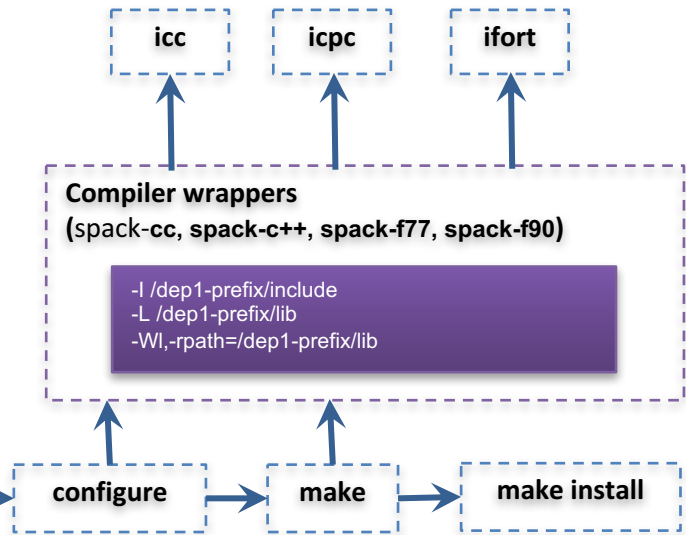 icc
icpc
ifort
Compiler wrappers
(spack-cc, spack-c++, spack-f77, spack-f90)
-I /dep1-prefix/include
-L /dep1-prefix/lib
-Wl,-rpath=/dep1-prefix/lib
configure
make
make install